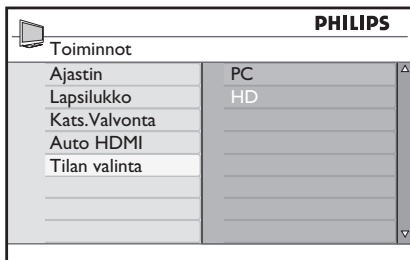 PHILIPS
Toiminnot
Ajastin
PC
Lapsilukko
HD
Kats.Valvonta
Auto HDMI
Tilan valinta